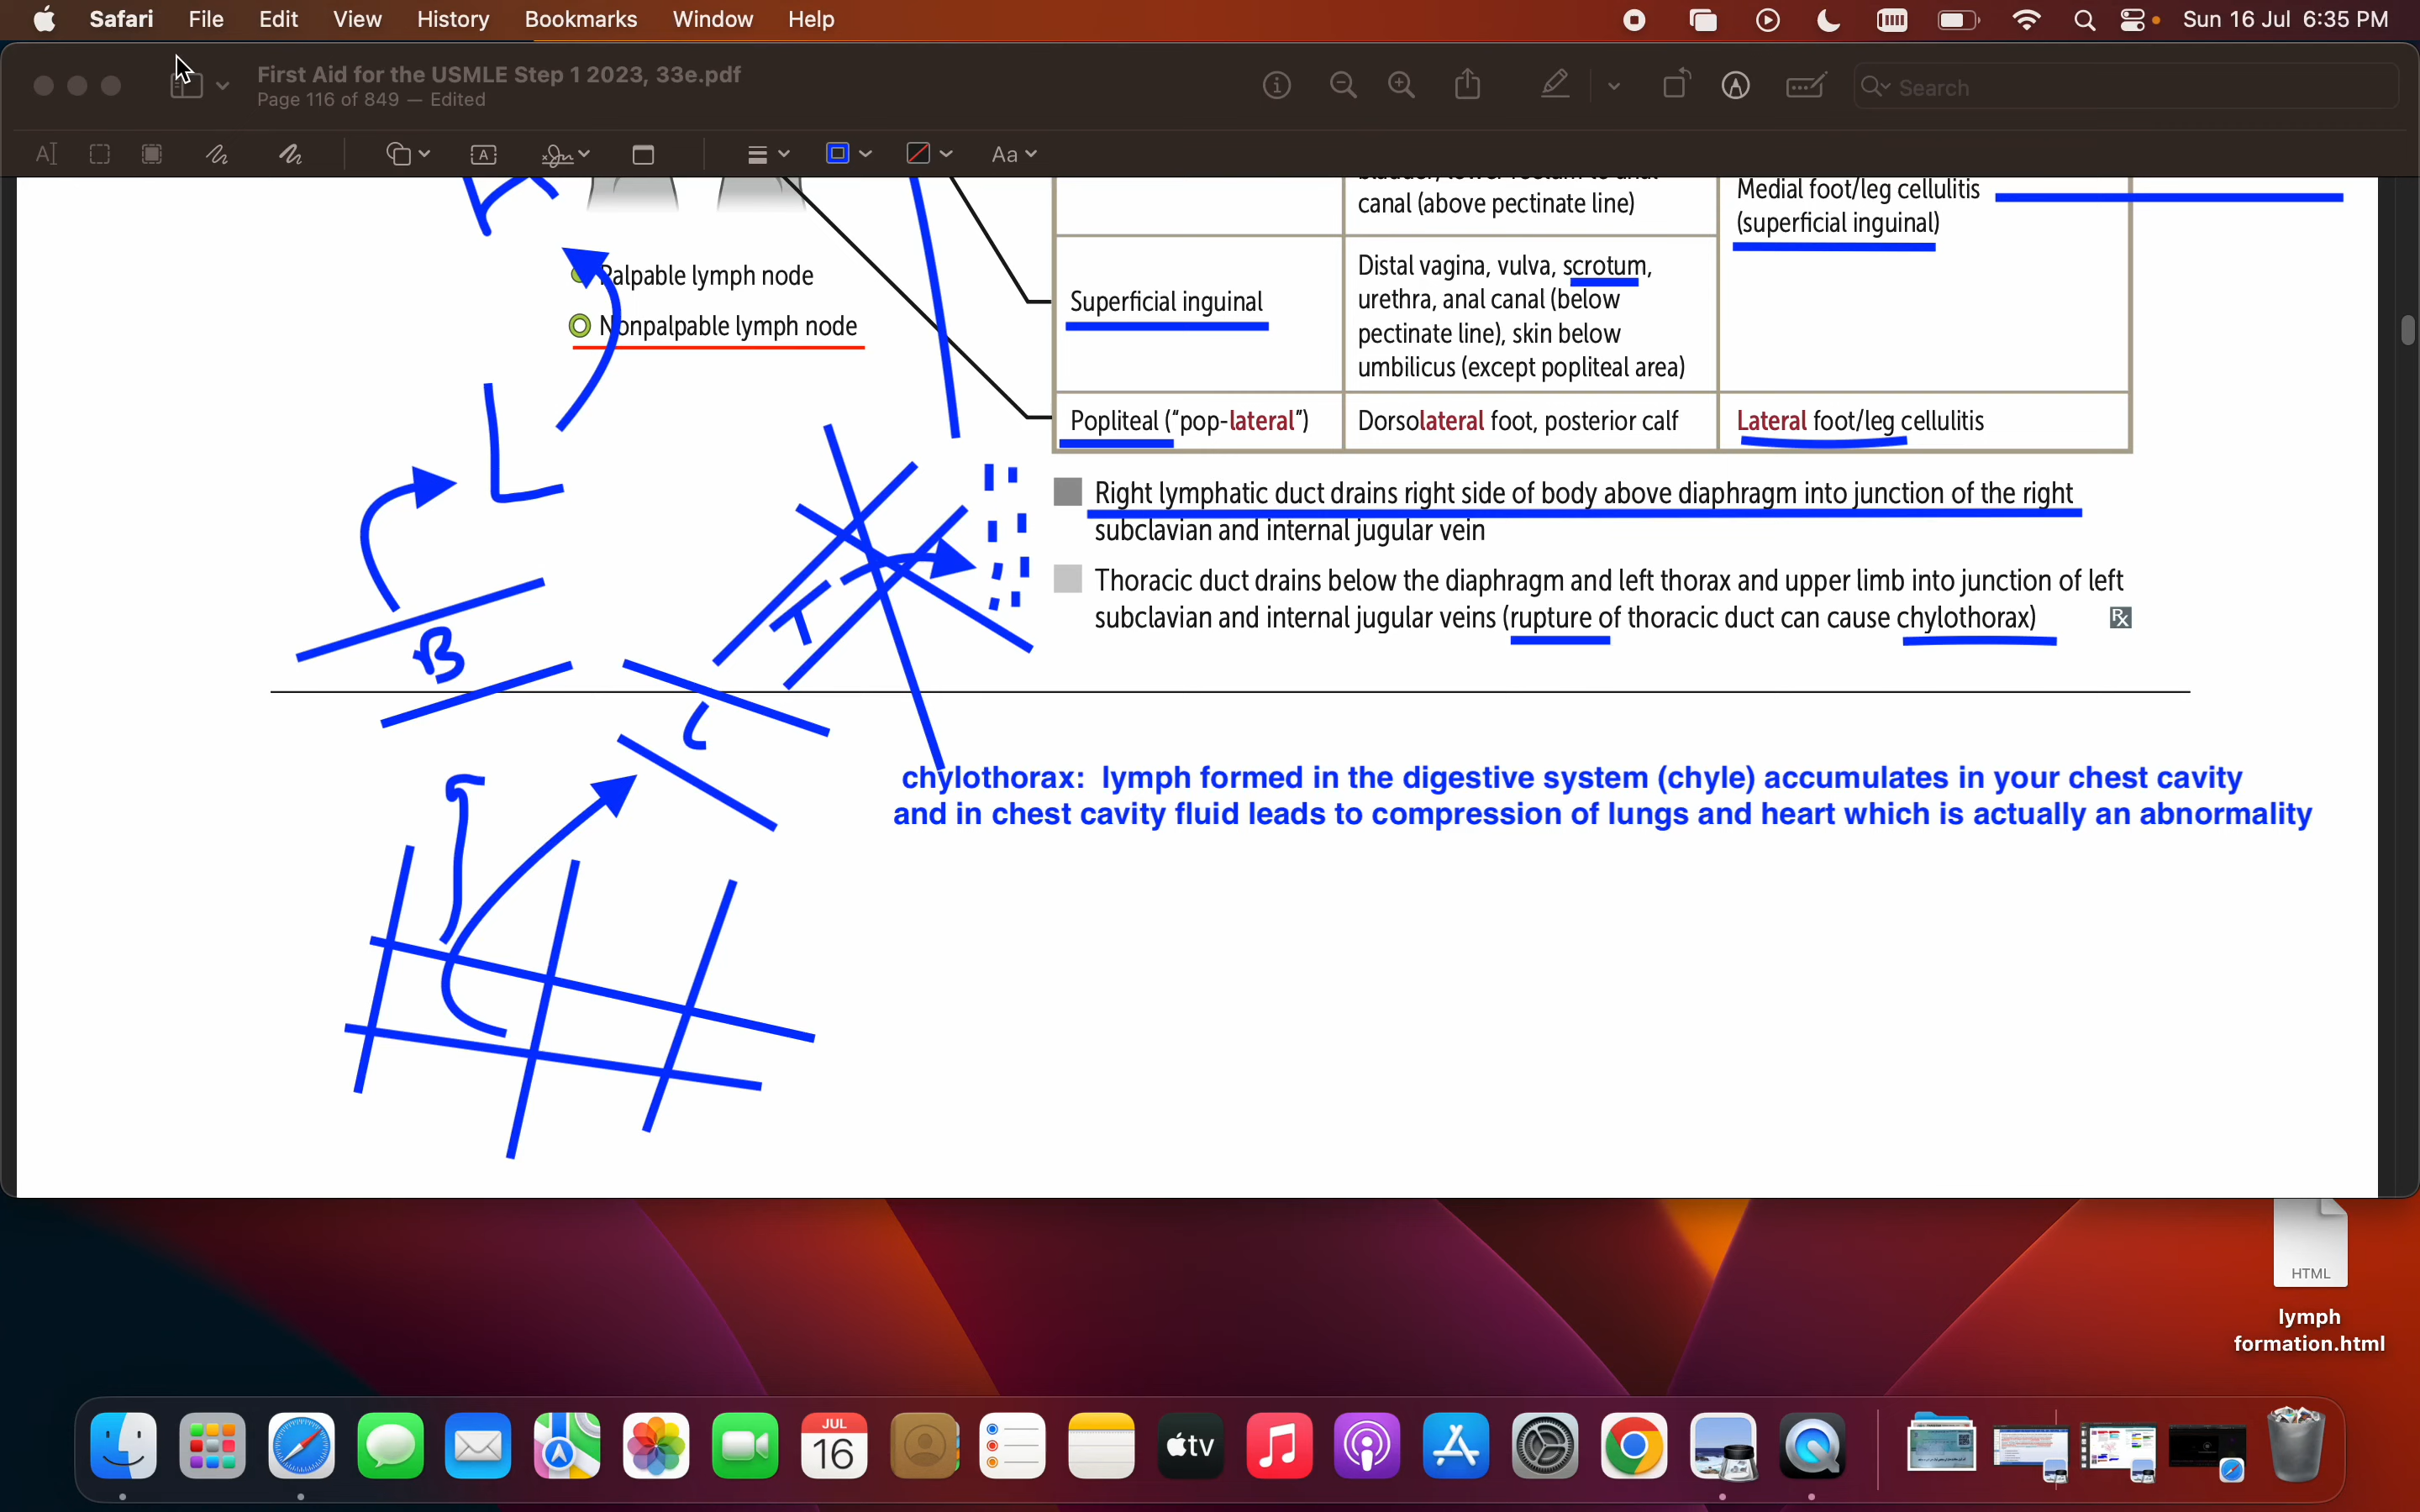 Safari File Edit View History Bookmarks Window Help Sun 16 Jul 6:35 PM
First Aid for the USMLE Step 1 2023, 33e.pdf
Page 116 of 849 — Edited
Search
Aa
canal (above pectinate line)
Medial foot/leg cellulitis
(superficial inguinal)
Palpable lymph node
Nonpalpable lymph node
Superficial inguinal
Distal vagina, vulva, scrotum,
urethra, anal canal (below
pectinate line), skin below
umbilicus (except popliteal area)
Popliteal (“pop-lateral”)
Dorsolateral foot, posterior calf
Lateral foot/leg cellulitis
Right lymphatic duct drains right side of body above diaphragm into junction of the right
subclavian and internal jugular vein
Thoracic duct drains below the diaphragm and left thorax and upper limb into junction of left
subclavian and internal jugular veins (rupture of thoracic duct can cause chylothorax)
Rx
L
B
T
C
chylothorax: lymph formed in the digestive system (chyle) accumulates in your chest cavity
and in chest cavity fluid leads to compression of lungs and heart which is actually an abnormality
HTML
lymph
formation.html
JUL
16
tv